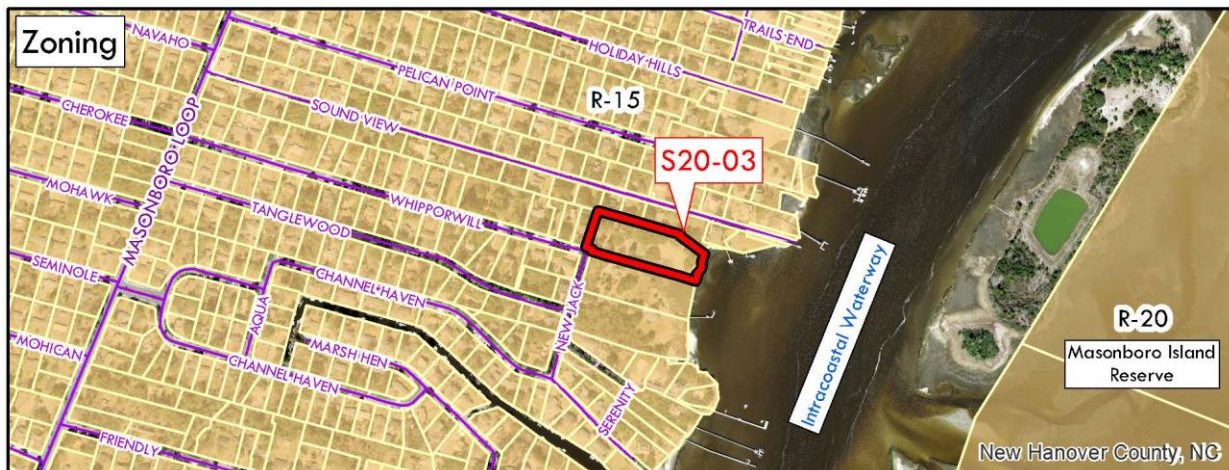 Zoning
NAVAHO
TRAILS END
HOLIDAY HILLS
PELICAN POINT
R-15
SOUND VIEW
CHEROKEE
MASONBORO LOOP
S20-03
MOHAWK
TANGLEWOOD
WHIPPORWILL
SEMINOLE
CHANNEL HAVEN
AQUA
NEW JACK
MARSH HEN
MOHICAN
CHANNEL HAVEN
SERENITY
FRIENDLY
Intracoastal Waterway
R-20
Masonboro Island
Reserve
New Hanover County, NC